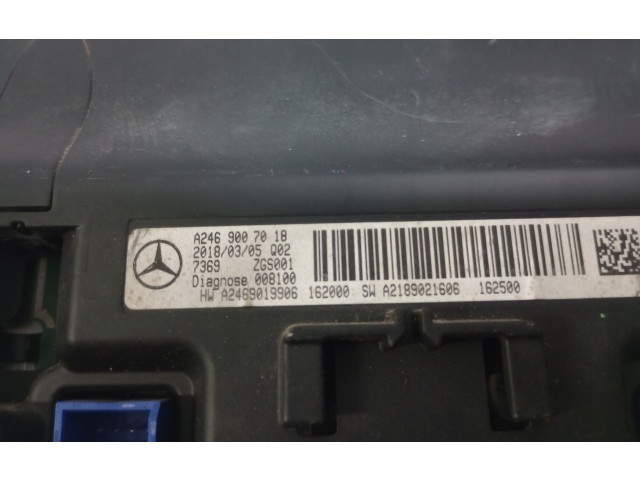 A246 900 70 18
2018/03/05 Q02
7369 ZGS001
Diagnose 008100
HW A2469019906 162000 SW A2189021606 162500